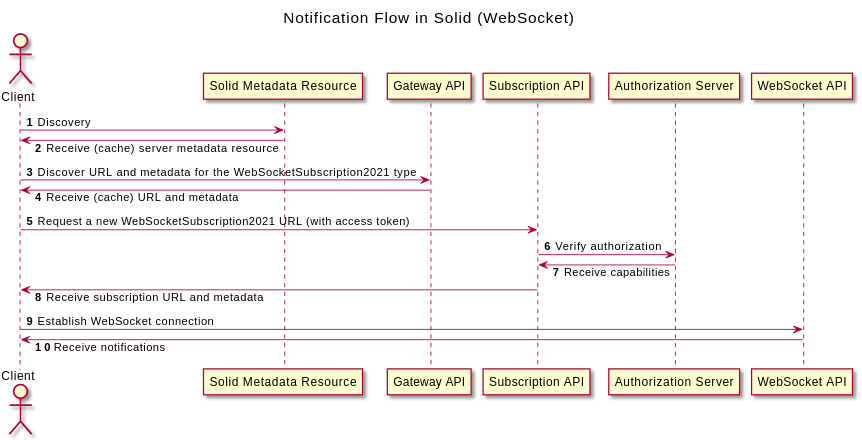 Notification Flow in Solid (WebSocket)
Client
Solid Metadata Resource
Gateway API
Subscription API
Authorization Server
WebSocket API
1 Discovery
2 Receive (cache) server metadata resource
3 Discover URL and metadata for the WebSocketSubscription2021 type
4 Receive (cache) URL and metadata
5 Request a new WebSocketSubscription2021 URL (with access token)
6 Verify authorization
7 Receive capabilities
8 Receive subscription URL and metadata
9 Establish WebSocket connection
10 Receive notifications
Client
Solid Metadata Resource
Gateway API
Subscription API
Authorization Server
WebSocket API